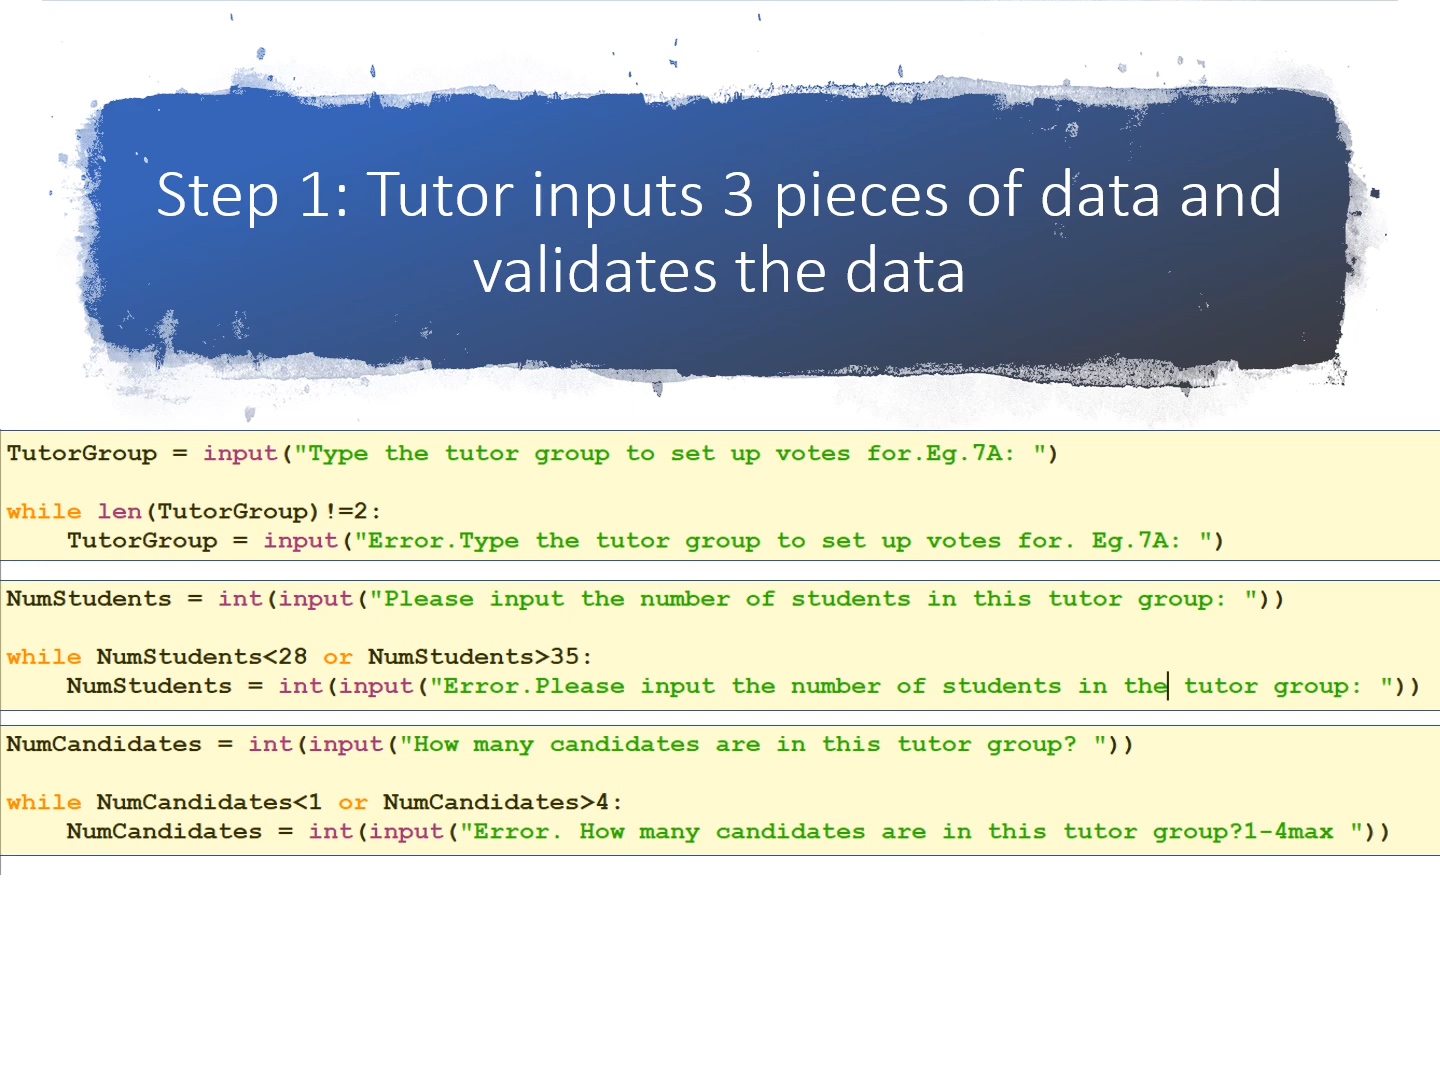 Step 1: Tutor inputs 3 pieces of data and
validates the data
TutorGroup = input("Type the tutor group to set up votes for.Eg.7A: ")
while len(TutorGroup)!=2:
    TutorGroup = input("Error.Type the tutor group to set up votes for. Eg.7A: ")
NumStudents = int(input("Please input the number of students in this tutor group: "))
while NumStudents<28 or NumStudents>35:
    NumStudents = int(input("Error.Please input the number of students in the tutor group: "))
NumCandidates = int(input("How many candidates are in this tutor group? "))
while NumCandidates<1 or NumCandidates>4:
    NumCandidates = int(input("Error. How many candidates are in this tutor group?1-4max "))